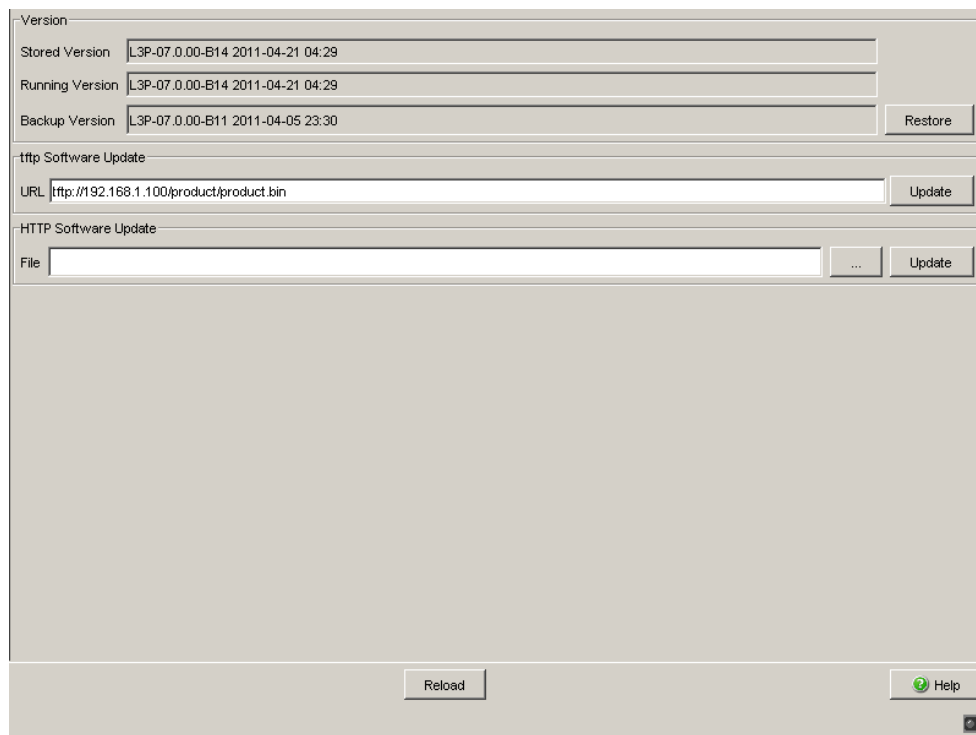 Version
Stored Version L3P-07.0.00-B14 2011-04-21 04:29
Running Version L3P-07.0.00-B14 2011-04-21 04:29
Backup Version L3P-07.0.00-B11 2011-04-05 23:30 Restore
tftp Software Update
URL tftp://192.168.1.100/product/product.bin Update
HTTP Software Update
File ... Update
Reload Help